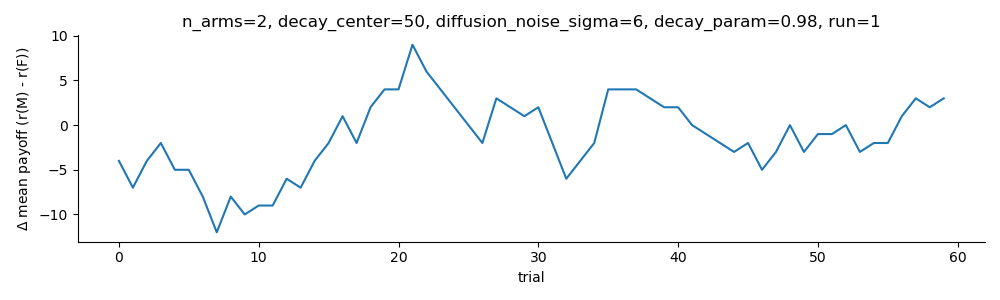 n_arms=2, decay_center=50, diffusion_noise_sigma=6, decay_param=0.98, run=1
Δ mean payoff (r(M) - r(F))
10
5
0
−5
−10
0 10 20 30 40 50 60
trial